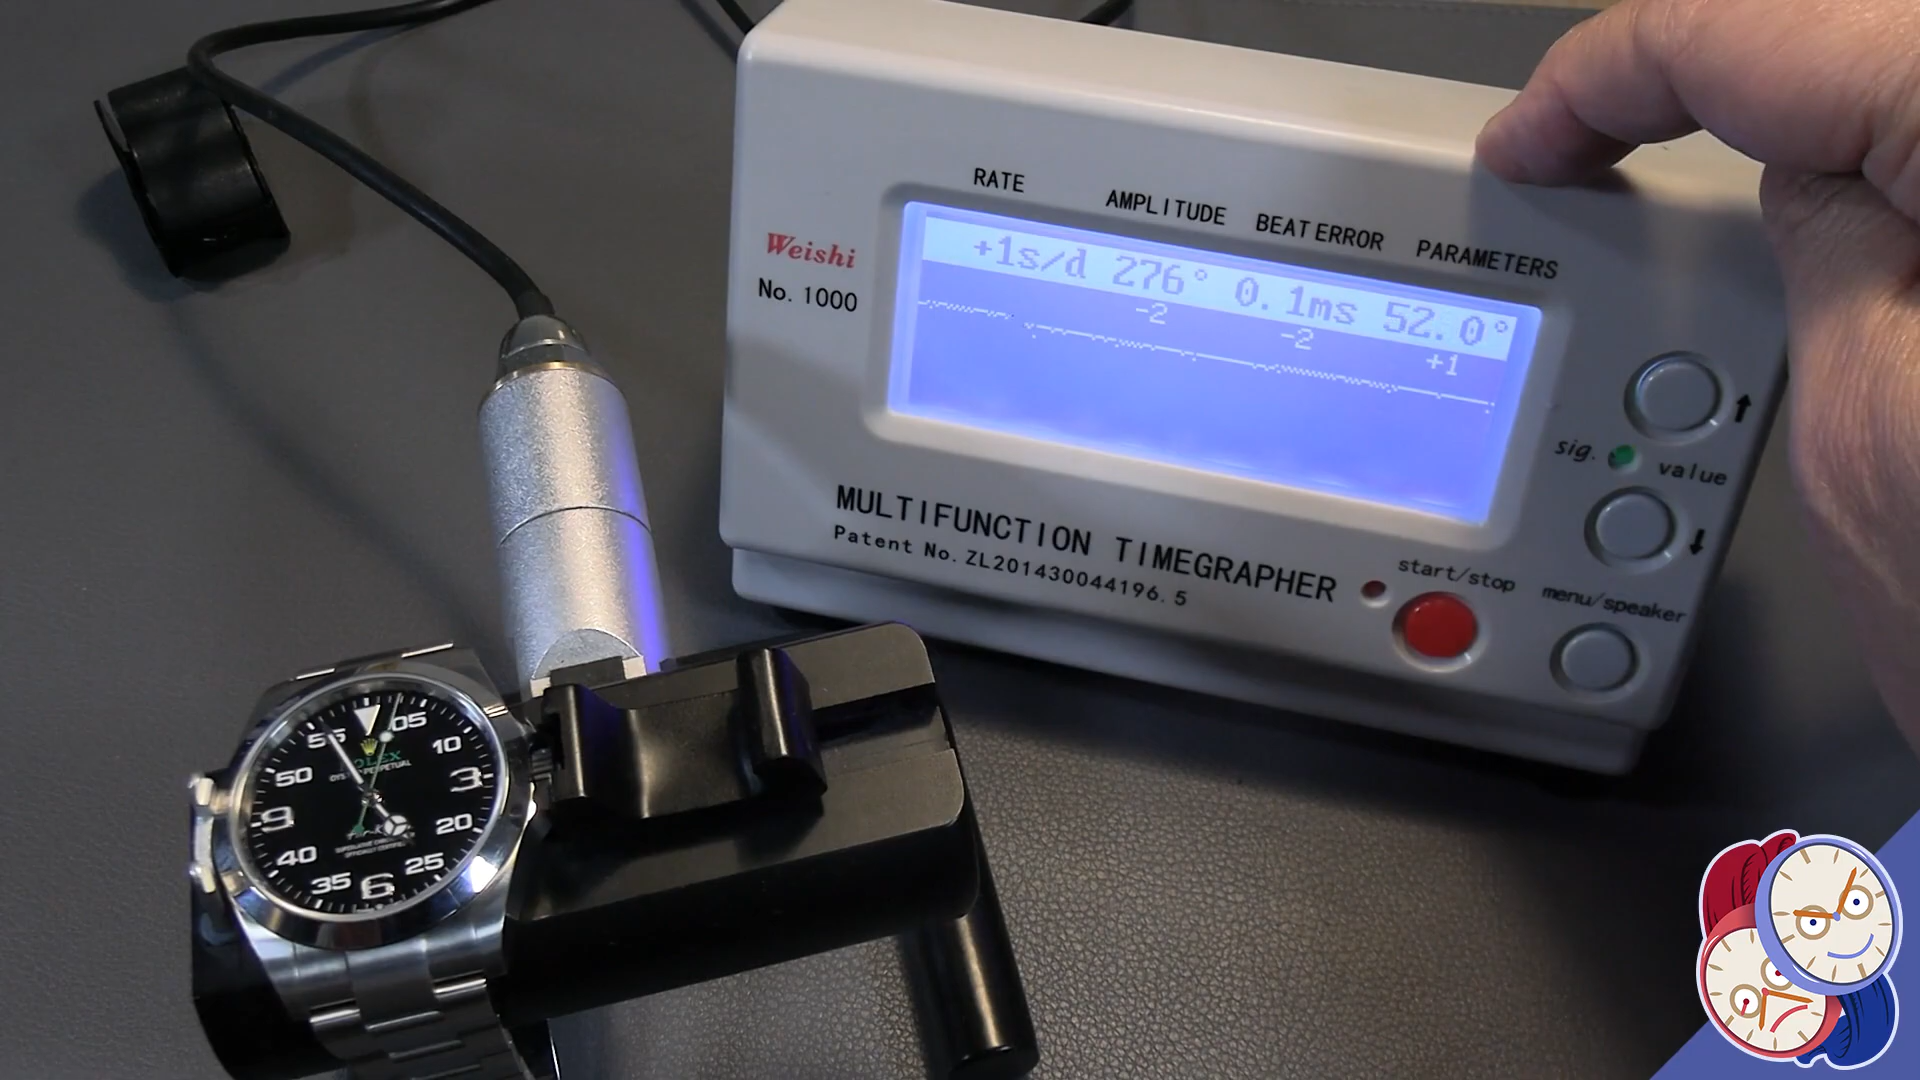 RATE AMPLITUDE BEAT ERROR PARAMETERS
Weishi
No. 1000
+1s/d 276° 0.1ms 52.0°
-2 -2 +1
sig. value
MULTIFUNCTION TIMEGRAPHER
Patent No. ZL201430044196.5
start/stop
menu/speaker
55 05
50 10
9 3
40 20
35 6 25
PERPETUAL